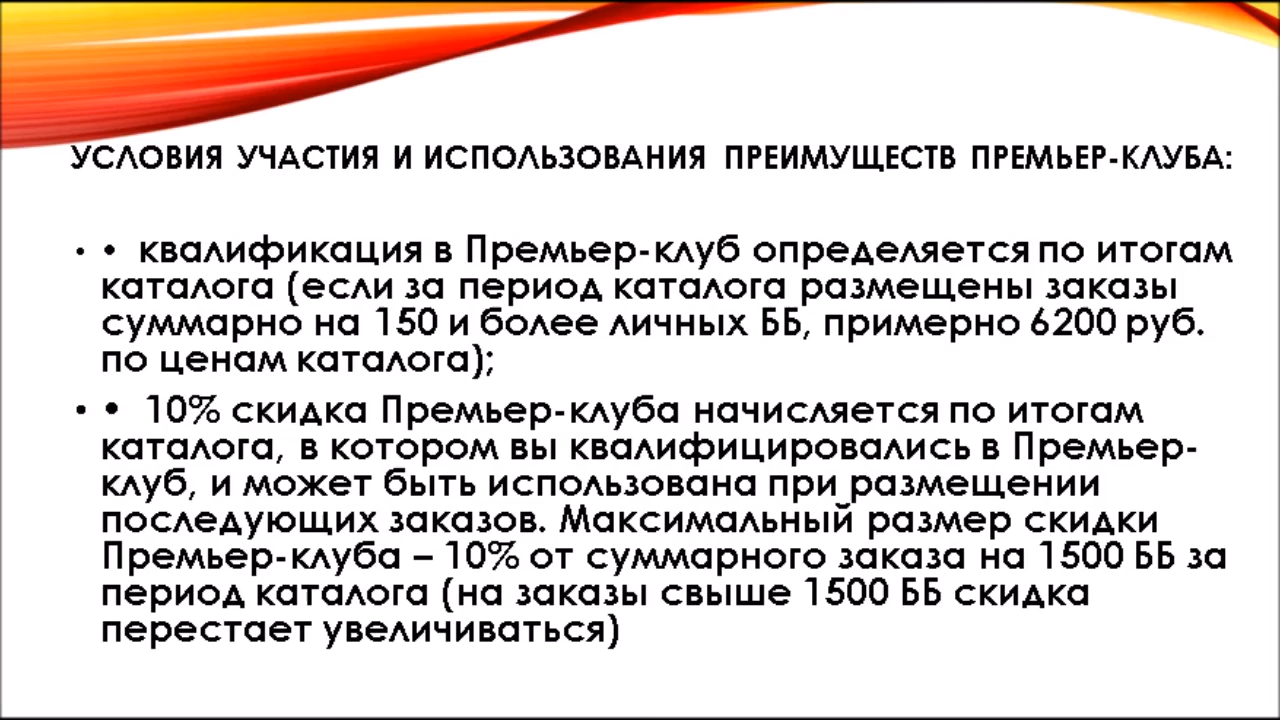 УСЛОВИЯ УЧАСТИЯ И ИСПОЛЬЗОВАНИЯ ПРЕИМУЩЕСТВ ПРЕМЬЕР-КЛУБА:
• • квалификация в Премьер-клуб определяется по итогам
каталога (если за период каталога размещены заказы
суммарно на 150 и более личных ББ, примерно 6200 руб.
по ценам каталога);
• • 10% скидка Премьер-клуба начисляется по итогам
каталога, в котором вы квалифицировались в Премьер-
клуб, и может быть использована при размещении
последующих заказов. Максимальный размер скидки
Премьер-клуба – 10% от суммарного заказа на 1500 ББ за
период каталога (на заказы свыше 1500 ББ скидка
перестает увеличиваться)